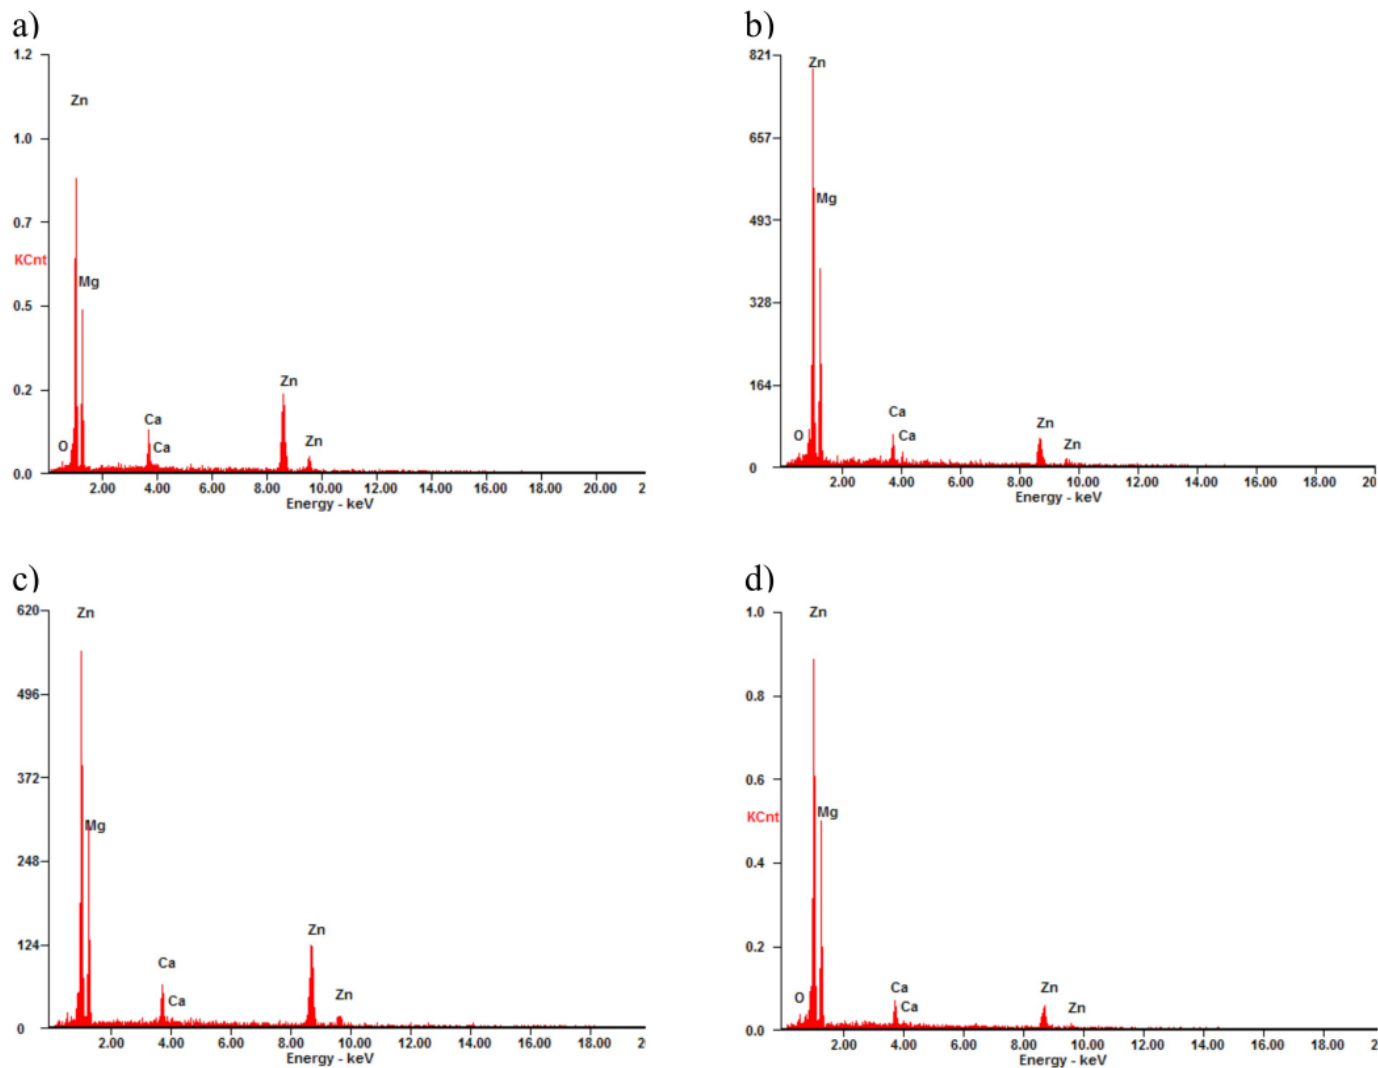 a)
1.2
Zn
1.0
0.7
KCnt
Mg
0.5
Zn
0.2
Ca
O
Ca
Zn
0.0
2.00 4.00 6.00 8.00 10.00 12.00 14.00 16.00 18.00 20.00 2
Energy - keV
b)
821
Zn
657
Mg
493
328
164
Ca
O
Ca
Zn
Zn
0
2.00 4.00 6.00 8.00 10.00 12.00 14.00 16.00 18.00 20
Energy - keV
c)
620
Zn
496
372
Mg
248
124
Zn
Ca
Ca
Zn
0
2.00 4.00 6.00 8.00 10.00 12.00 14.00 16.00 18.00
Energy - keV
d)
1.0
Zn
0.8
KCnt
Mg
0.6
0.4
0.2
O
Ca
Ca
Zn
Zn
0.0
2.00 4.00 6.00 8.00 10.00 12.00 14.00 16.00 18.00 2
Energy - keV